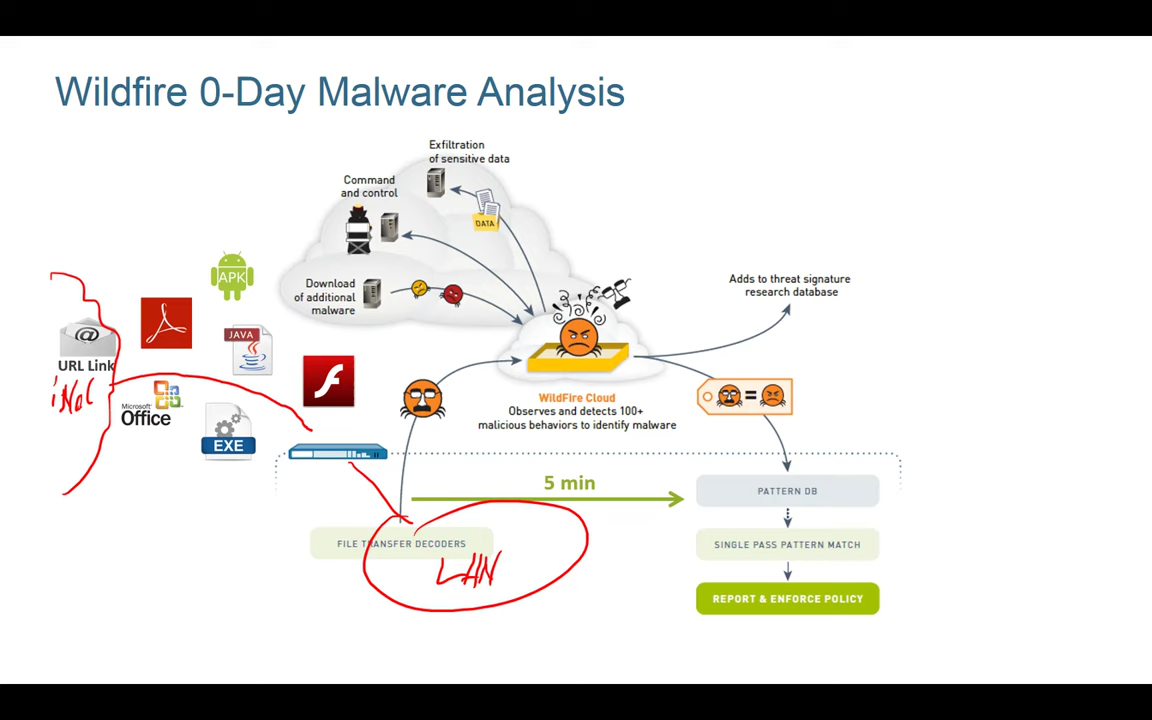 Wildfire 0-Day Malware Analysis
Exfiltration
of sensitive data
Command
and control
DATA
Download
of additional
malware
APK
JAVA
@
URL Link
Microsoft
Office
EXE
WildFire Cloud
Observes and detects 100+
malicious behaviors to identify malware
Adds to threat signature
research database
=
5 min
FILE TRANSFER DECODERS
LAN
PATTERN DB
SINGLE PASS PATTERN MATCH
REPORT & ENFORCE POLICY